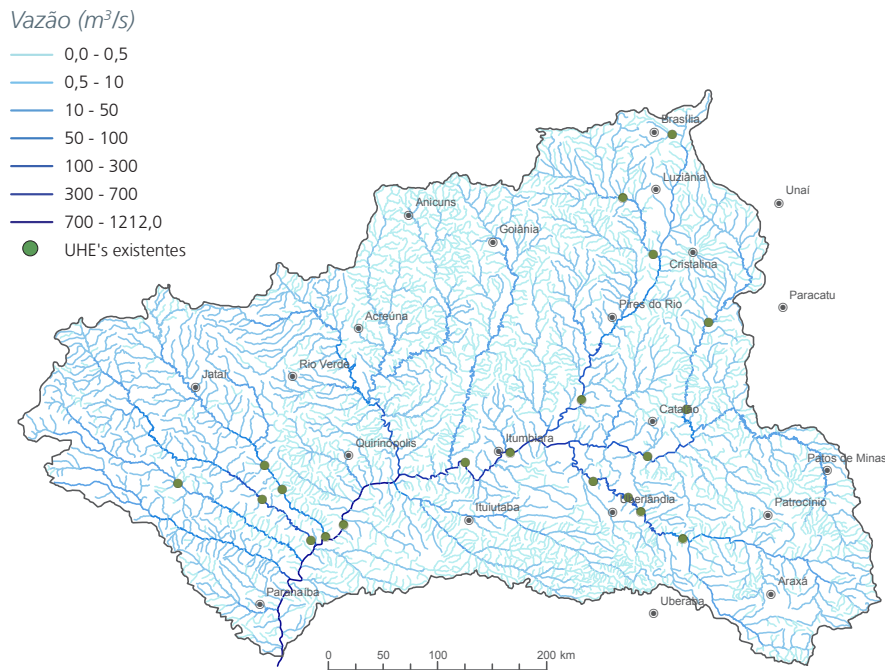 Vazão (m³/s)
0,0 - 0,5
0,5 - 10
10 - 50
50 - 100
100 - 300
300 - 700
700 - 1212,0
UHE's existentes
Brasília
Luziânia
Unaí
Anicuns
Goiânia
Cristalina
Paracatu
Pires do Rio
Acreúna
Rio Verde
Jataí
Catalão
Itumbiara
Quirinópolis
Patos de Minas
Ituiutaba
Uberlândia
Patrocínio
Araxá
Paranaíba
Uberaba
0 50 100 200 km